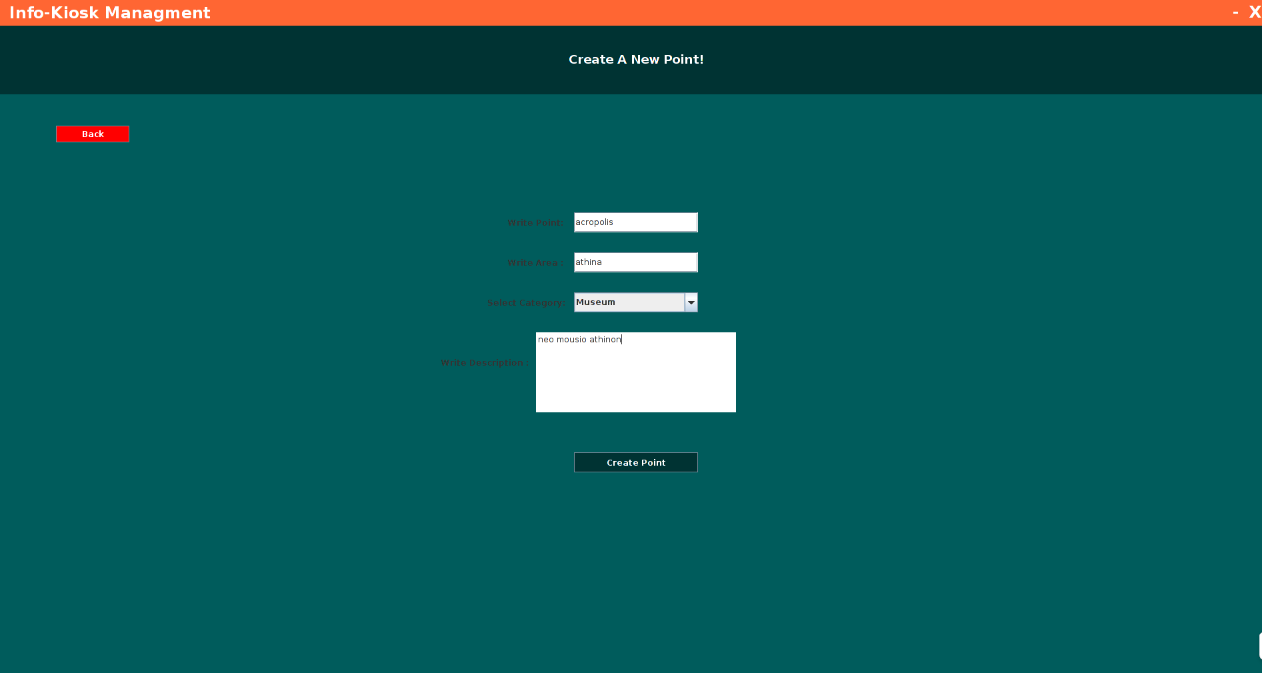 Info-Kiosk Managment
- X
Create A New Point!
Back
Write Point: acropolis
Write Area : athina
Select Category: Museum
Write Description : neo mousio athinon
Create Point